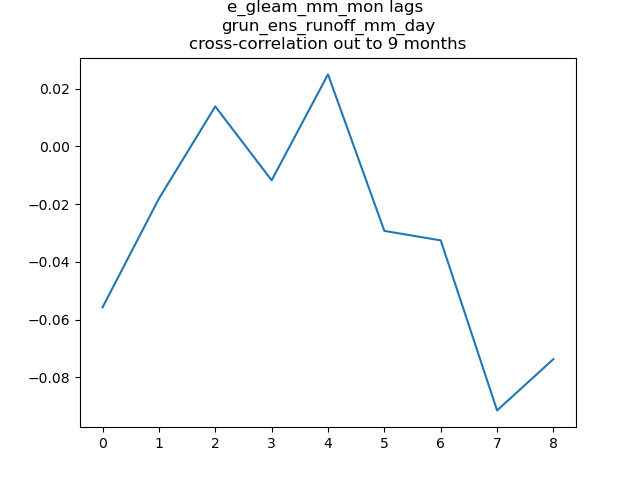 e_gleam_mm_mon lags
grun_ens_runoff_mm_day
cross-correlation out to 9 months
0.02
0.00
−0.02
−0.04
−0.06
−0.08
0 1 2 3 4 5 6 7 8